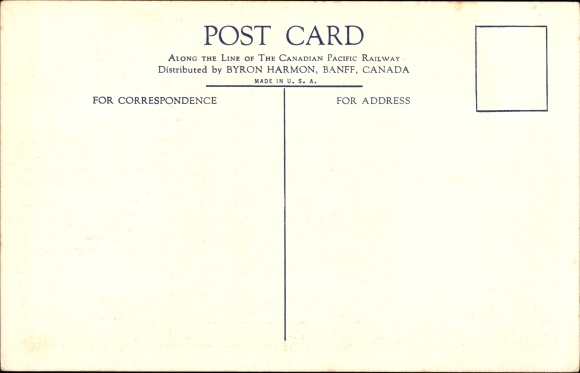 POST CARD
ALONG THE LINE OF THE CANADIAN PACIFIC RAILWAY
Distributed by BYRON HARMON, BANFF, CANADA
MADE IN U. S. A.
FOR CORRESPONDENCE
FOR ADDRESS